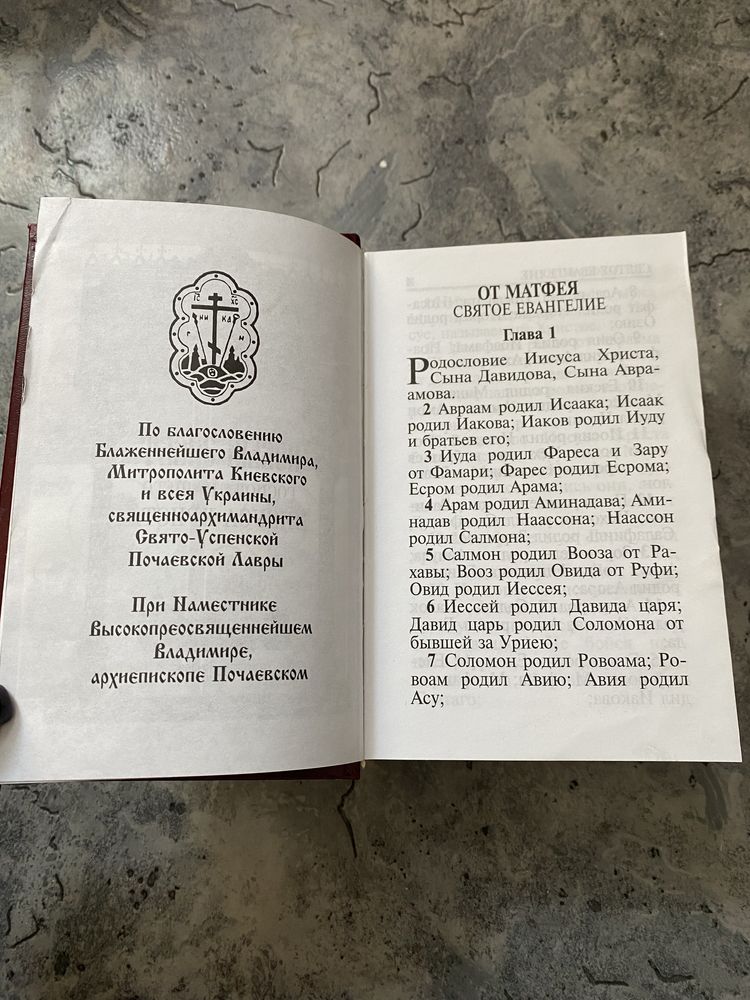 IC ХС
НИ КА
По благословению
Блаженнейшего Владимира,
Митрополита Киевского
и всея Украины,
священноархимандрита
Свято-Успенской
Почаевской Лавры
При Наместнике
Высокопреосвященнейшем
Владимире,
архиепископе Почаевском
ОТ МАТФЕЯ
СВЯТОЕ ЕВАНГЕЛИЕ
Глава 1
Родословие Иисуса Христа,
Сына Давидова, Сына Авра-
амова.
2 Авраам родил Исаака; Исаак
родил Иакова; Иаков родил Иуду
и братьев его;
3 Иуда родил Фареса и Зару
от Фамари; Фарес родил Есрома;
Есром родил Арама;
4 Арам родил Аминадава; Ами-
надав родил Наассона; Наассон
родил Салмона;
5 Салмон родил Вооза от Ра-
хавы; Вооз родил Овида от Руфи;
Овид родил Иессея;
6 Иессей родил Давида царя;
Давид царь родил Соломона от
бывшей за Уриею;
7 Соломон родил Ровоама; Ро-
воам родил Авию; Авия родил
Асу;